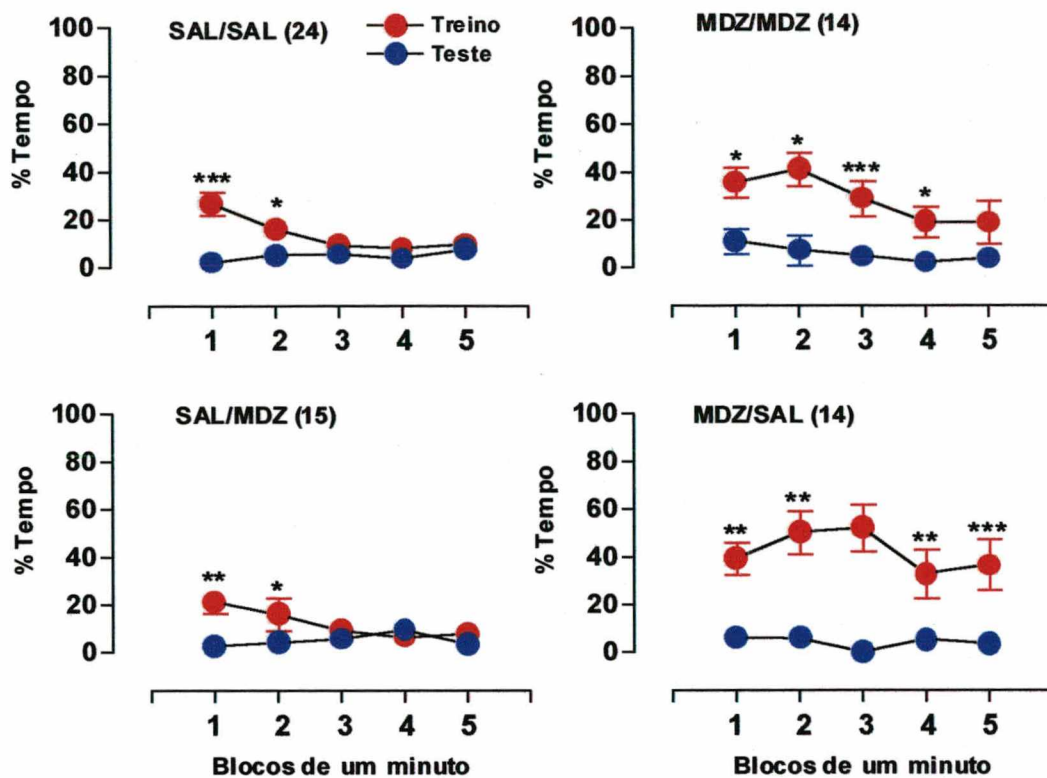 SAL/SAL (24)
Treino
Teste
% Tempo
100
80
60
40
20
0
***
*
1 2 3 4 5
MDZ/MDZ (14)
% Tempo
100
80
60
40
20
0
* * *** *
1 2 3 4 5
SAL/MDZ (15)
% Tempo
100
80
60
40
20
0
** *
1 2 3 4 5
Blocos de um minuto
MDZ/SAL (14)
% Tempo
100
80
60
40
20
0
** ** ** ***
1 2 3 4 5
Blocos de um minuto